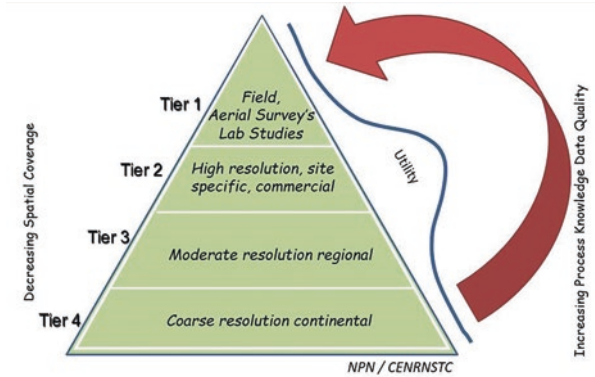 Decreasing Spatial Coverage
Tier 1
Field,
Aerial Survey's
Lab Studies
Tier 2
High resolution, site
specific, commercial
Tier 3
Moderate resolution regional
Tier 4
Coarse resolution continental
Utility
Increasing Process Knowledge Data Quality
NPN / CENRNSTC